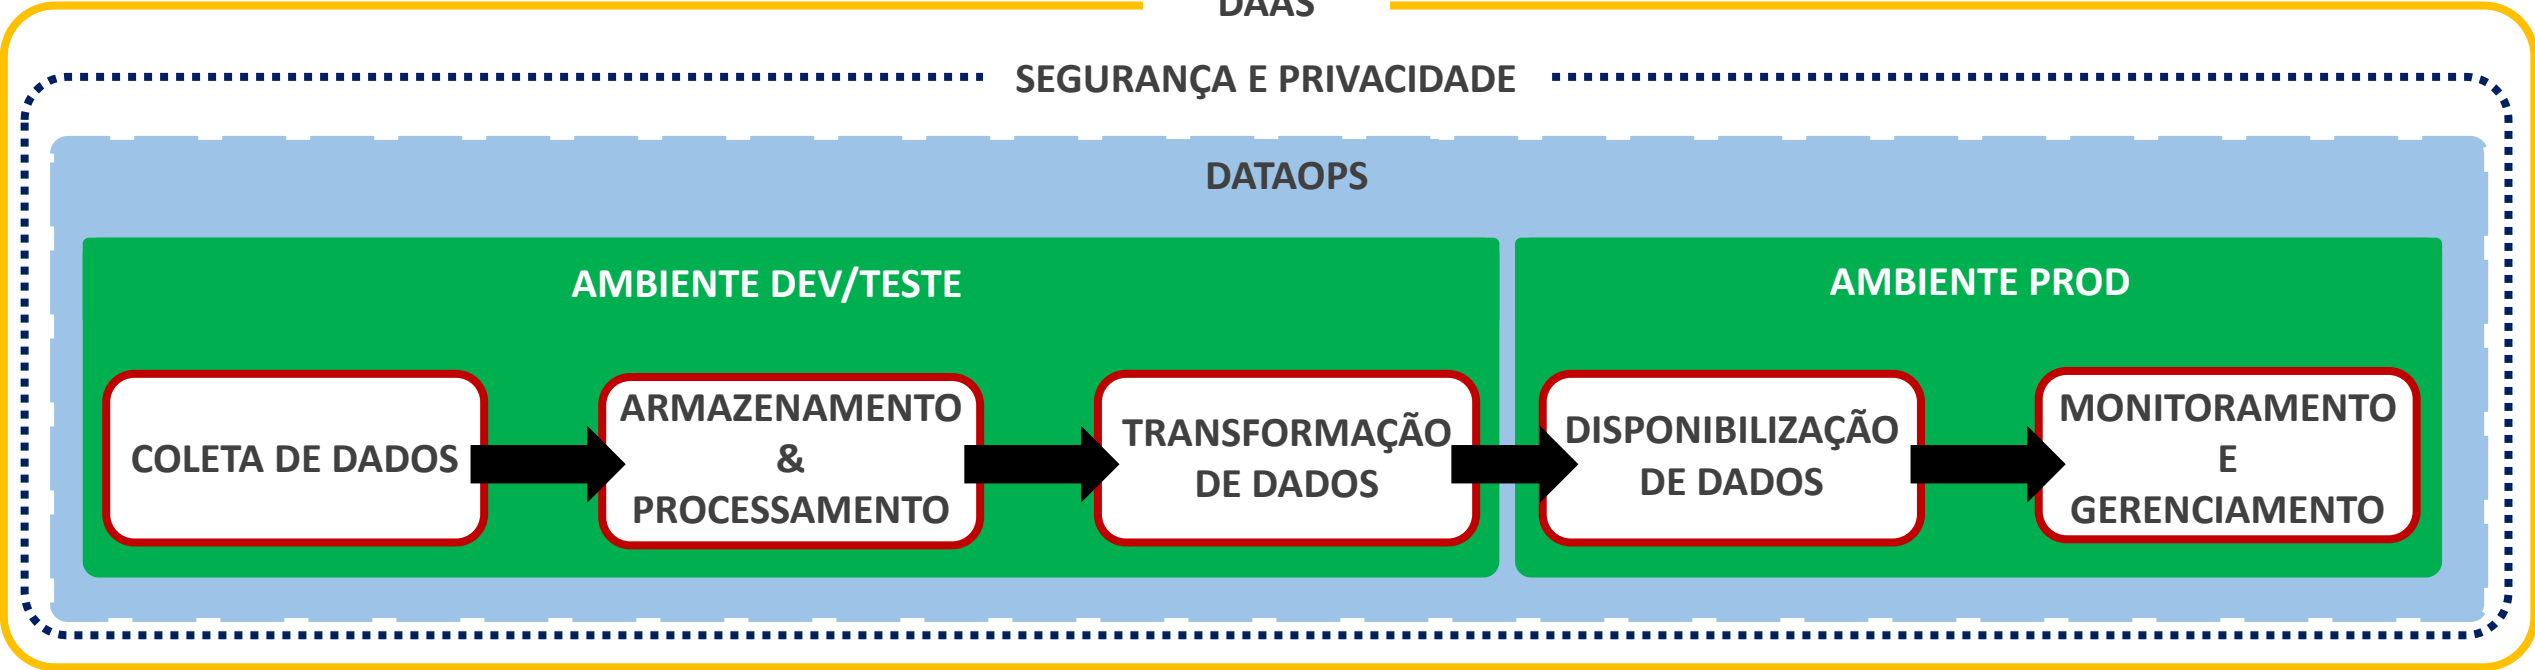 DAAS
SEGURANÇA E PRIVACIDADE
DATAOPS
AMBIENTE DEV/TESTE
AMBIENTE PROD
COLETA DE DADOS
ARMAZENAMENTO
&
PROCESSAMENTO
TRANSFORMAÇÃO
DE DADOS
DISPONIBILIZAÇÃO
DE DADOS
MONITORAMENTO
E
GERENCIAMENTO